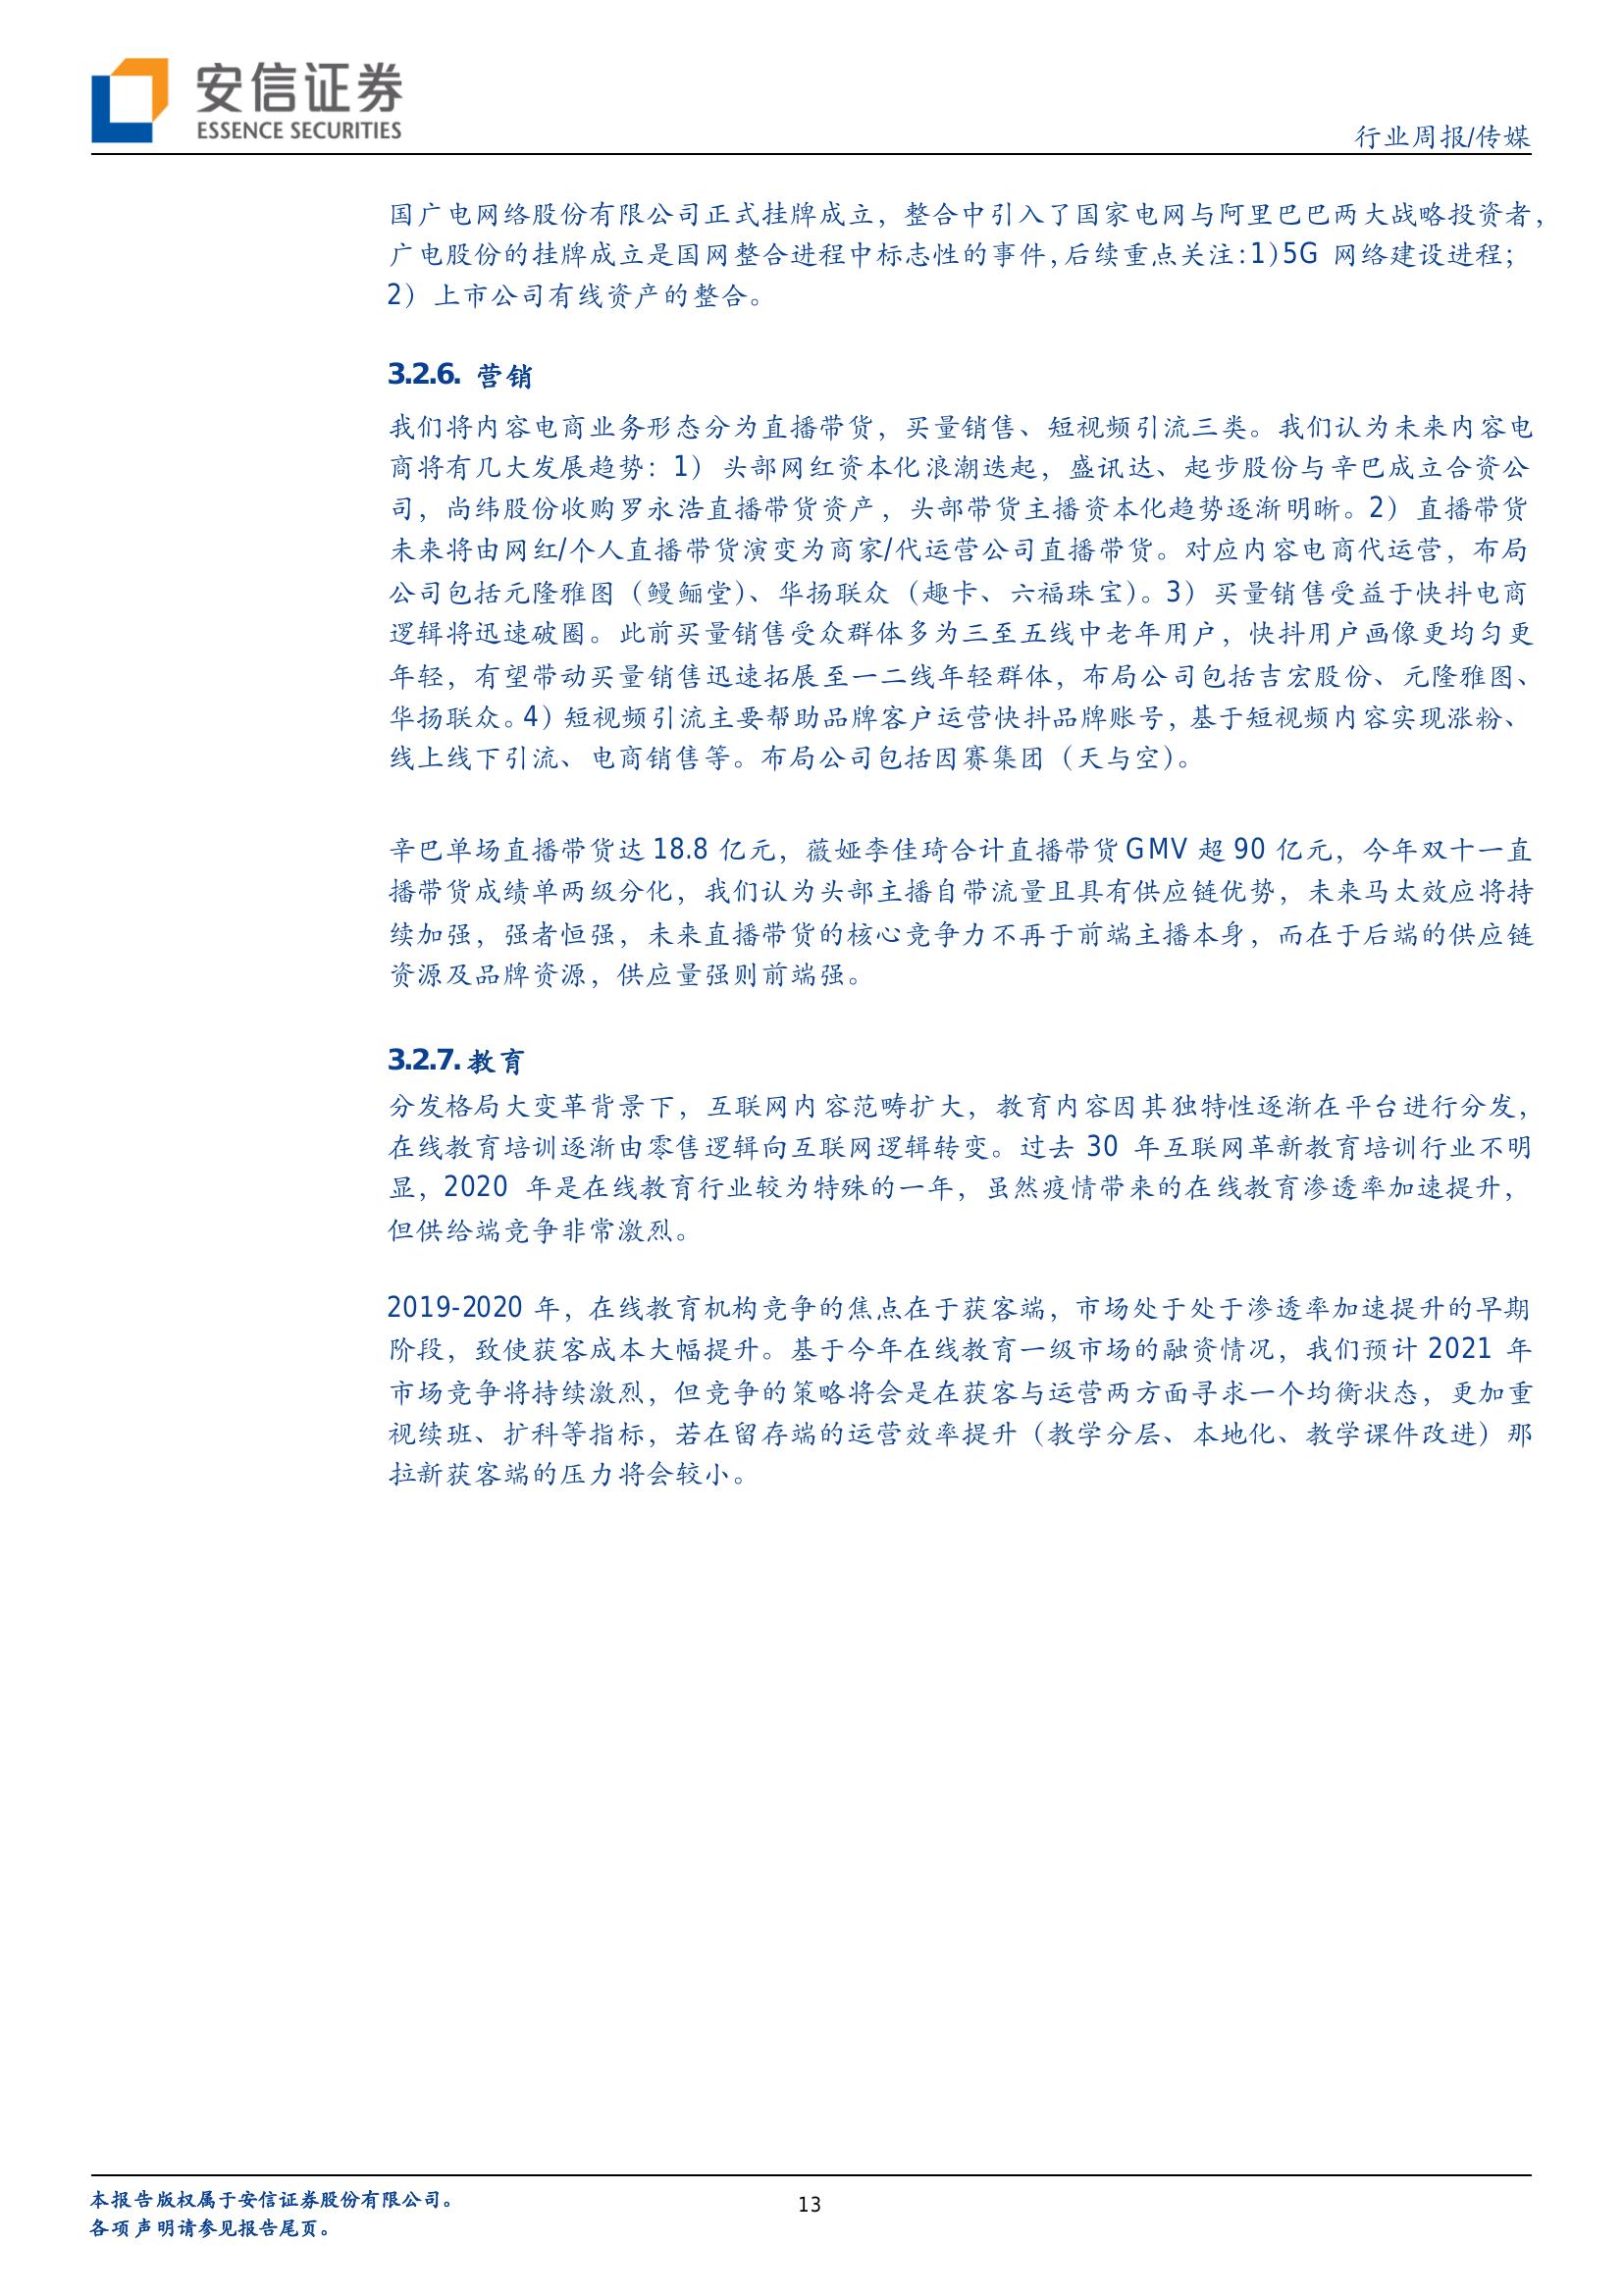 安信证券
ESSENCE SECURITIES
行业周报/传媒
国广电网络股份有限公司正式挂牌成立，整合中引入了国家电网与阿里巴巴两大战略投资者，
广电股份的挂牌成立是国网整合进程中标志性的事件，后续重点关注：1）5G 网络建设进程；
2）上市公司有线资产的整合。
3.2.6. 营销
我们将内容电商业务形态分为直播带货，买量销售、短视频引流三类。我们认为未来内容电
商将有几大发展趋势：1）头部网红资本化浪潮迭起，盛讯达、起步股份与辛巴成立合资公
司，尚纬股份收购罗永浩直播带货资产，头部带货主播资本化趋势逐渐明晰。2）直播带货
未来将由网红/个人直播带货演变为商家/代运营公司直播带货。对应内容电商代运营，布局
公司包括元隆雅图（鳗鲡堂）、华扬联众（趣卡、六福珠宝）。3）买量销售受益于快抖电商
逻辑将迅速破圈。此前买量销售受众群体多为三至五线中老年用户，快抖用户画像更均匀更
年轻，有望带动买量销售迅速拓展至一二线年轻群体，布局公司包括吉宏股份、元隆雅图、
华扬联众。4）短视频引流主要帮助品牌客户运营快抖品牌账号，基于短视频内容实现涨粉、
线上线下引流、电商销售等。布局公司包括因赛集团（天与空）。
辛巴单场直播带货达 18.8 亿元，薇娅李佳琦合计直播带货 GMV 超 90 亿元，今年双十一直
播带货成绩单两级分化，我们认为头部主播自带流量且具有供应链优势，未来马太效应将持
续加强，强者恒强，未来直播带货的核心竞争力不再于前端主播本身，而在于后端的供应链
资源及品牌资源，供应量强则前端强。
3.2.7. 教育
分发格局大变革背景下，互联网内容范畴扩大，教育内容因其独特性逐渐在平台进行分发，
在线教育培训逐渐由零售逻辑向互联网逻辑转变。过去 30 年互联网革新教育培训行业不明
显，2020 年是在线教育行业较为特殊的一年，虽然疫情带来的在线教育渗透率加速提升，
但供给端竞争非常激烈。
2019-2020 年，在线教育机构竞争的焦点在于获客端，市场处于处于渗透率加速提升的早期
阶段，致使获客成本大幅提升。基于今年在线教育一级市场的融资情况，我们预计 2021 年
市场竞争将持续激烈，但竞争的策略将会是在获客与运营两方面寻求一个均衡状态，更加重
视续班、扩科等指标，若在留存端的运营效率提升（教学分层、本地化、教学课件改进）那
拉新获客端的压力将会较小。
本报告版权属于安信证券股份有限公司。
各项声明请参见报告尾页。
13